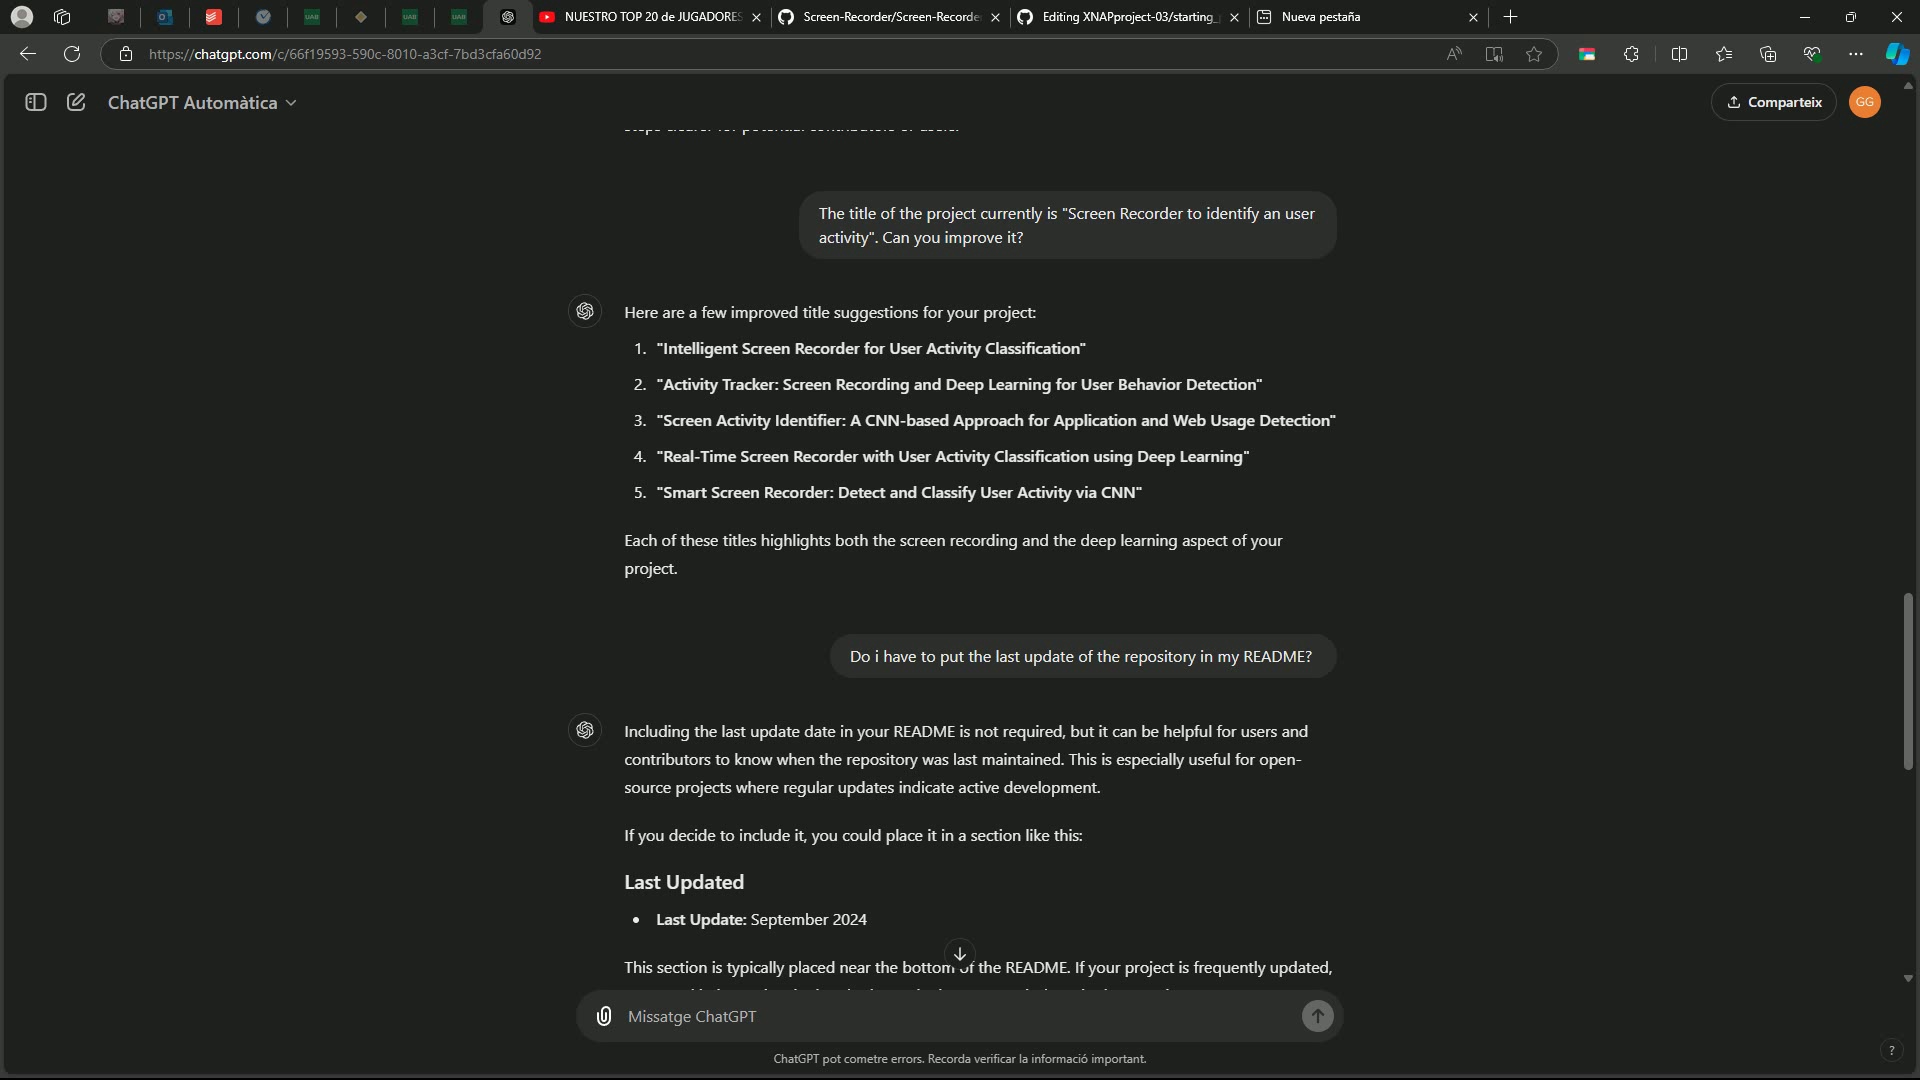 NUESTRO TOP 20 de JUGADORES
Screen-Recorder/Screen-Recorde
Editing XNAPproject-03/starting_
Nueva pestaña
https://chatgpt.com/c/66f19593-590c-8010-a3cf-7bd3cfa60d92
ChatGPT Automàtica
Comparteix
GG
The title of the project currently is "Screen Recorder to identify an user
activity". Can you improve it?
Here are a few improved title suggestions for your project:
1. "Intelligent Screen Recorder for User Activity Classification"
2. "Activity Tracker: Screen Recording and Deep Learning for User Behavior Detection"
3. "Screen Activity Identifier: A CNN-based Approach for Application and Web Usage Detection"
4. "Real-Time Screen Recorder with User Activity Classification using Deep Learning"
5. "Smart Screen Recorder: Detect and Classify User Activity via CNN"
Each of these titles highlights both the screen recording and the deep learning aspect of your
project.
Do i have to put the last update of the repository in my README?
Including the last update date in your README is not required, but it can be helpful for users and
contributors to know when the repository was last maintained. This is especially useful for open-
source projects where regular updates indicate active development.
If you decide to include it, you could place it in a section like this:
Last Updated
• Last Update: September 2024
This section is typically placed near the bottom of the README. If your project is frequently updated,
Missatge ChatGPT
ChatGPT pot cometre errors. Recorda verificar la informació important.
?